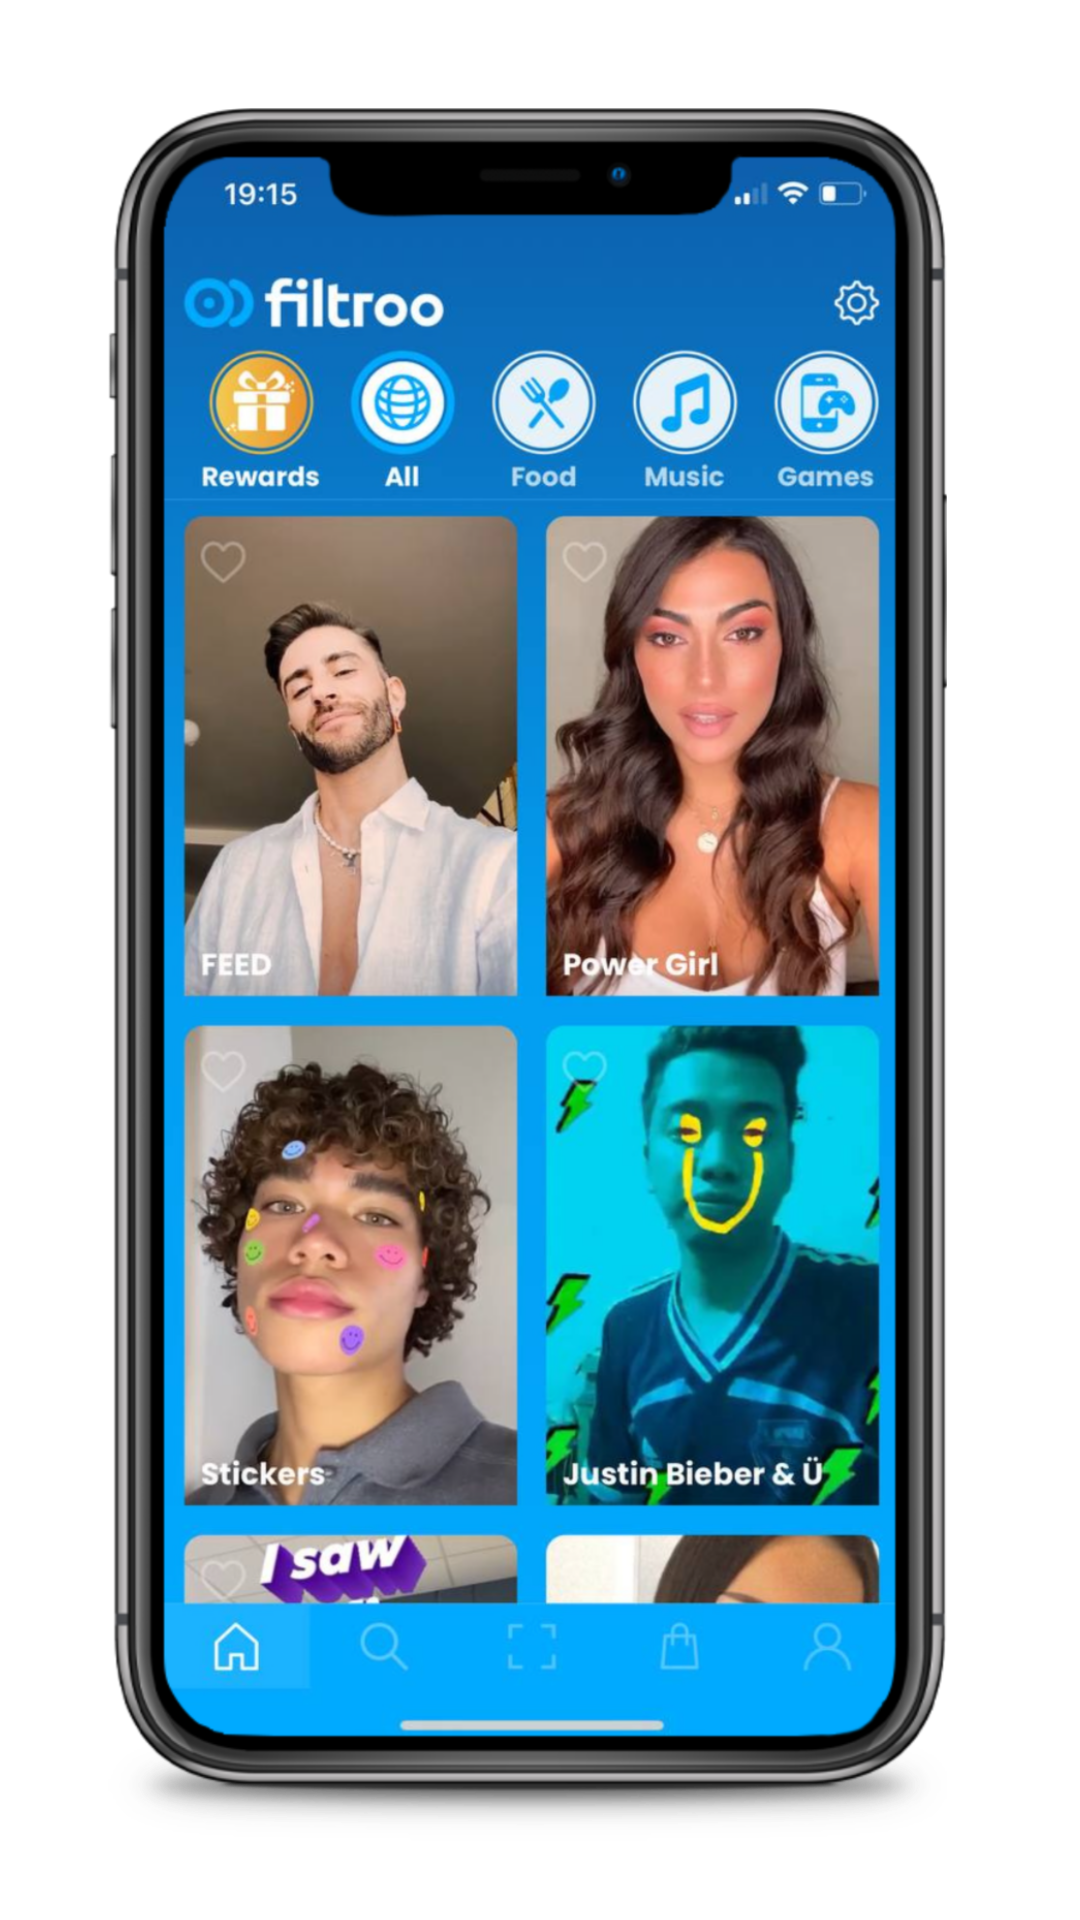 19:15
filtroo
Rewards
All
Food
Music
Games
FEED
Power Girl
Stickers
Justin Bieber & Ü
I saw